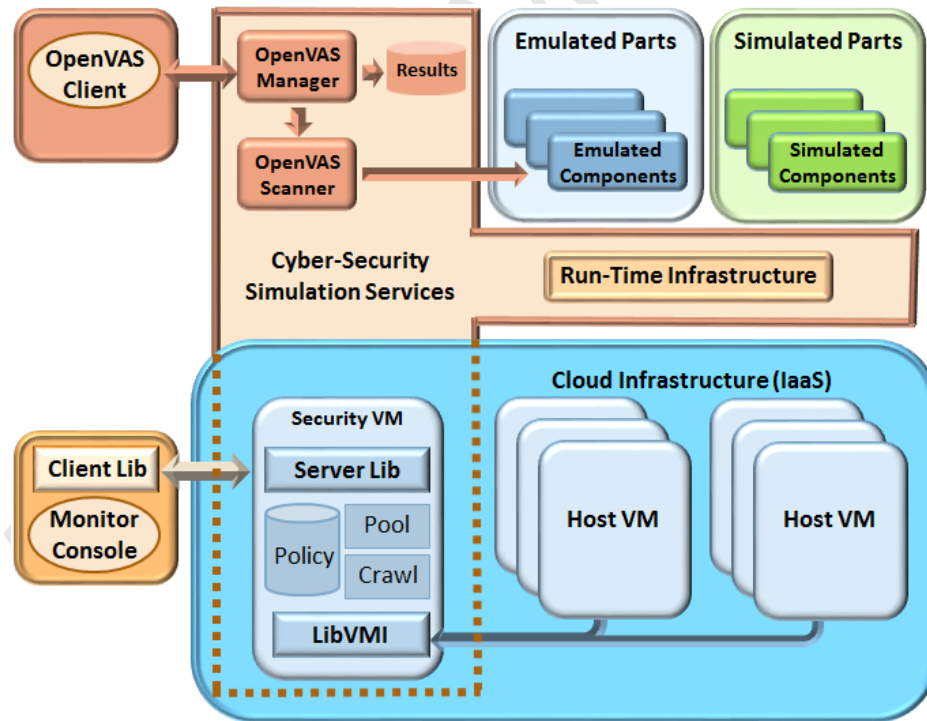 OpenVAS
Client
OpenVAS
Manager
Results
OpenVAS
Scanner
Emulated Parts
Emulated
Components
Simulated Parts
Simulated
Components
Cyber-Security
Simulation Services
Run-Time Infrastructure
Cloud Infrastructure (IaaS)
Security VM
Server Lib
Policy
Pool
Crawl
LibVMI
Host VM
Host VM
Client Lib
Monitor
Console